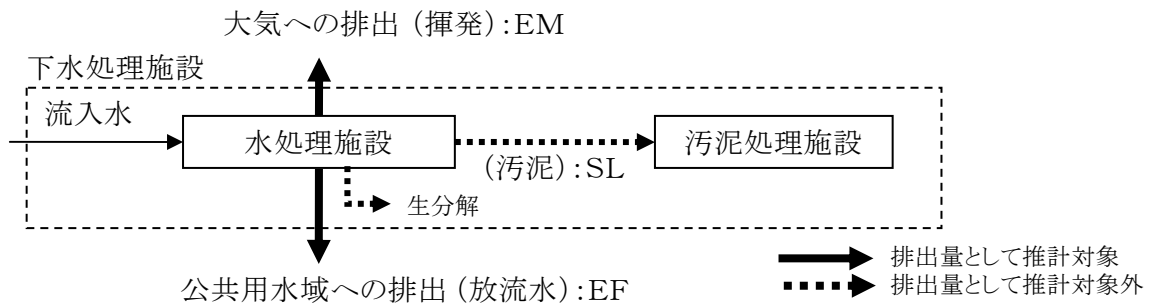 大気への排出（揮発）:EM
下水処理施設
流入水
水処理施設
汚泥処理施設
（汚泥）:SL
生分解
排出量として推計対象
公共用水域への排出（放流水）:EF
排出量として推計対象外